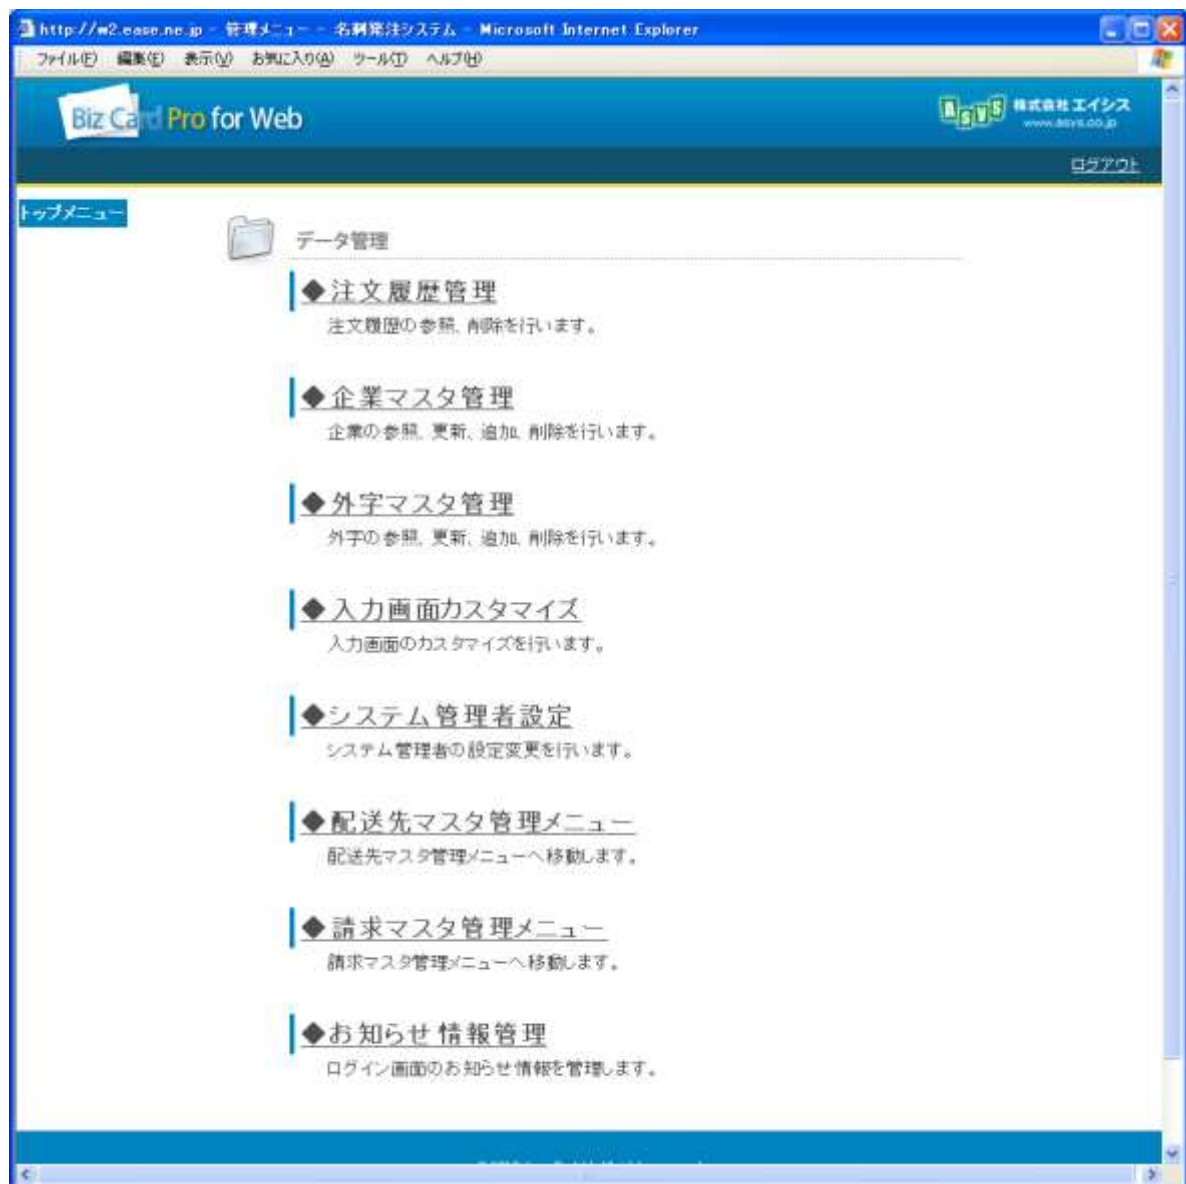 http://w2.ease.ne.jp - 管理メニュー - 名刺発注システム - Microsoft Internet Explorer
ファイル(F) 編集(E) 表示(V) お気に入り(A) ツール(T) ヘルプ(H)
Biz Card Pro for Web
ASYS 株式会社エイシス
www.asys.co.jp
ログアウト
トップメニュー
データ管理
◆注文履歴管理
注文履歴の参照、削除を行います。
◆企業マスタ管理
企業の参照、更新、追加、削除を行います。
◆外字マスタ管理
外字の参照、更新、追加、削除を行います。
◆入力画面カスタマイズ
入力画面のカスタマイズを行います。
◆システム管理者設定
システム管理者の設定変更を行います。
◆配送先マスタ管理メニュー
配送先マスタ管理メニューへ移動します。
◆請求マスタ管理メニュー
請求マスタ管理メニューへ移動します。
◆お知らせ情報管理
ログイン画面のお知らせ情報を管理します。